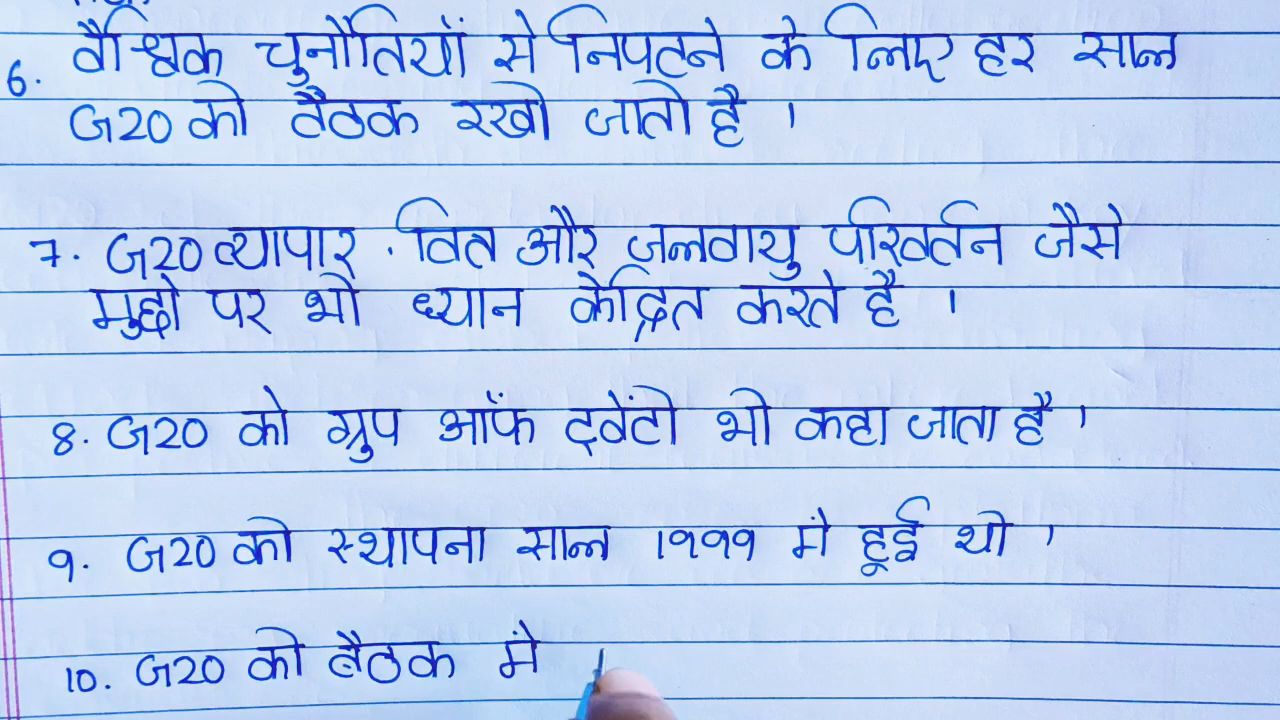 6. वैश्विक चुनौतियों से निपटने के लिए हर साल
G20 की बैठक रखी जाती है ।
7. G20 व्यापार . वित और जलवायु परिवर्तन जैसे
मुद्दो पर भी ध्यान केंद्रित करते है ।
8. G20 को ग्रुप ऑफ ट्वेंटी भी कहा जाता है ।
9. G20 की स्थापना साल 1999 में हुई थी ।
10. G20 की बैठक में